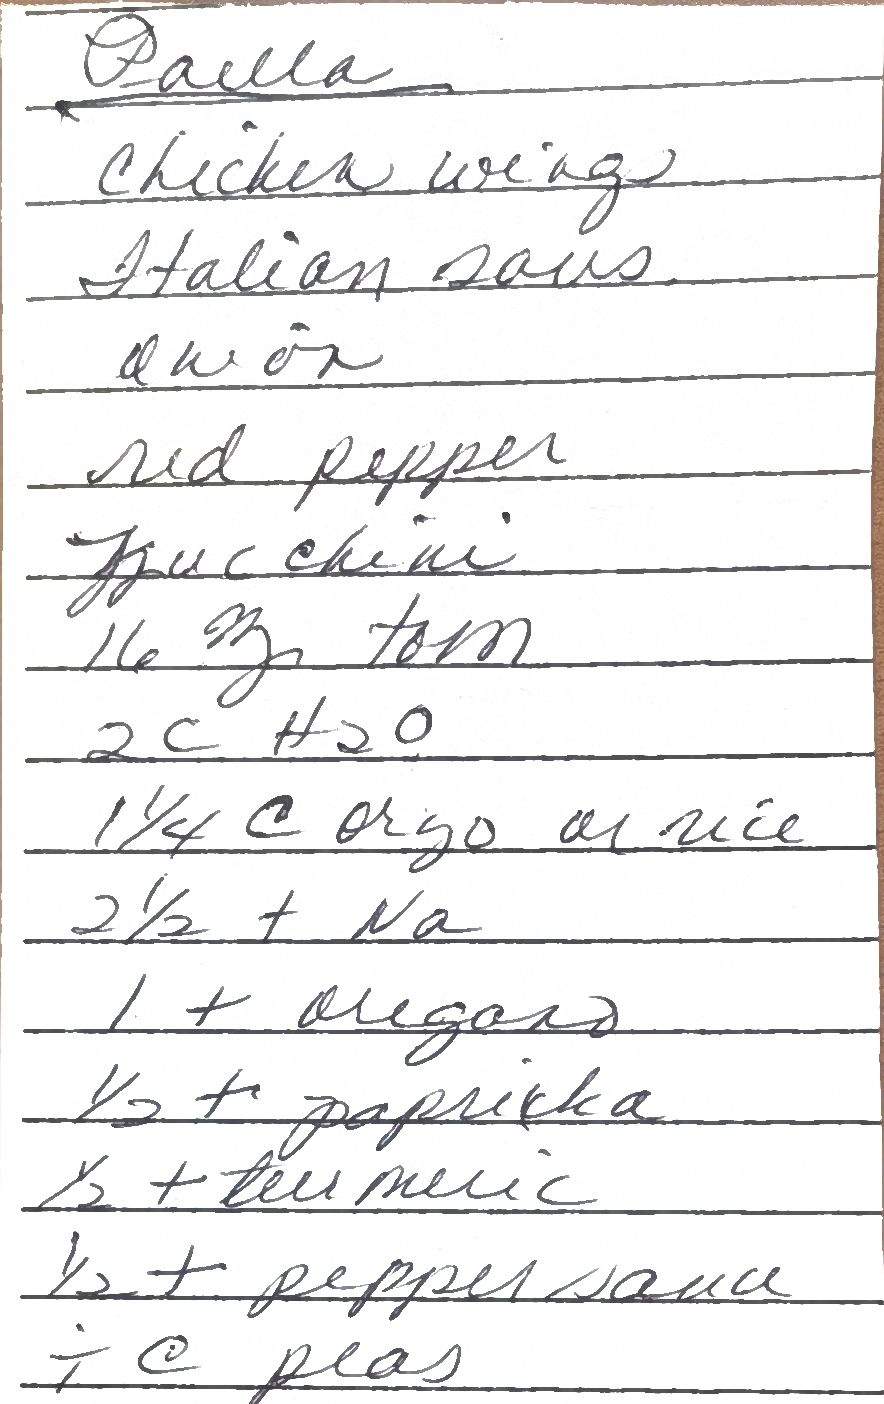 Paella
Chicken wings
Italian saus.
onion
red pepper
Zucchini
16 oz tom
2 C H2O
1 1/4 C orzo or rice
2 1/2 t Na
1 t oregano
1/2 t papricka
1/2 t turmeric
1/2 t pepper sauce
1 C peas